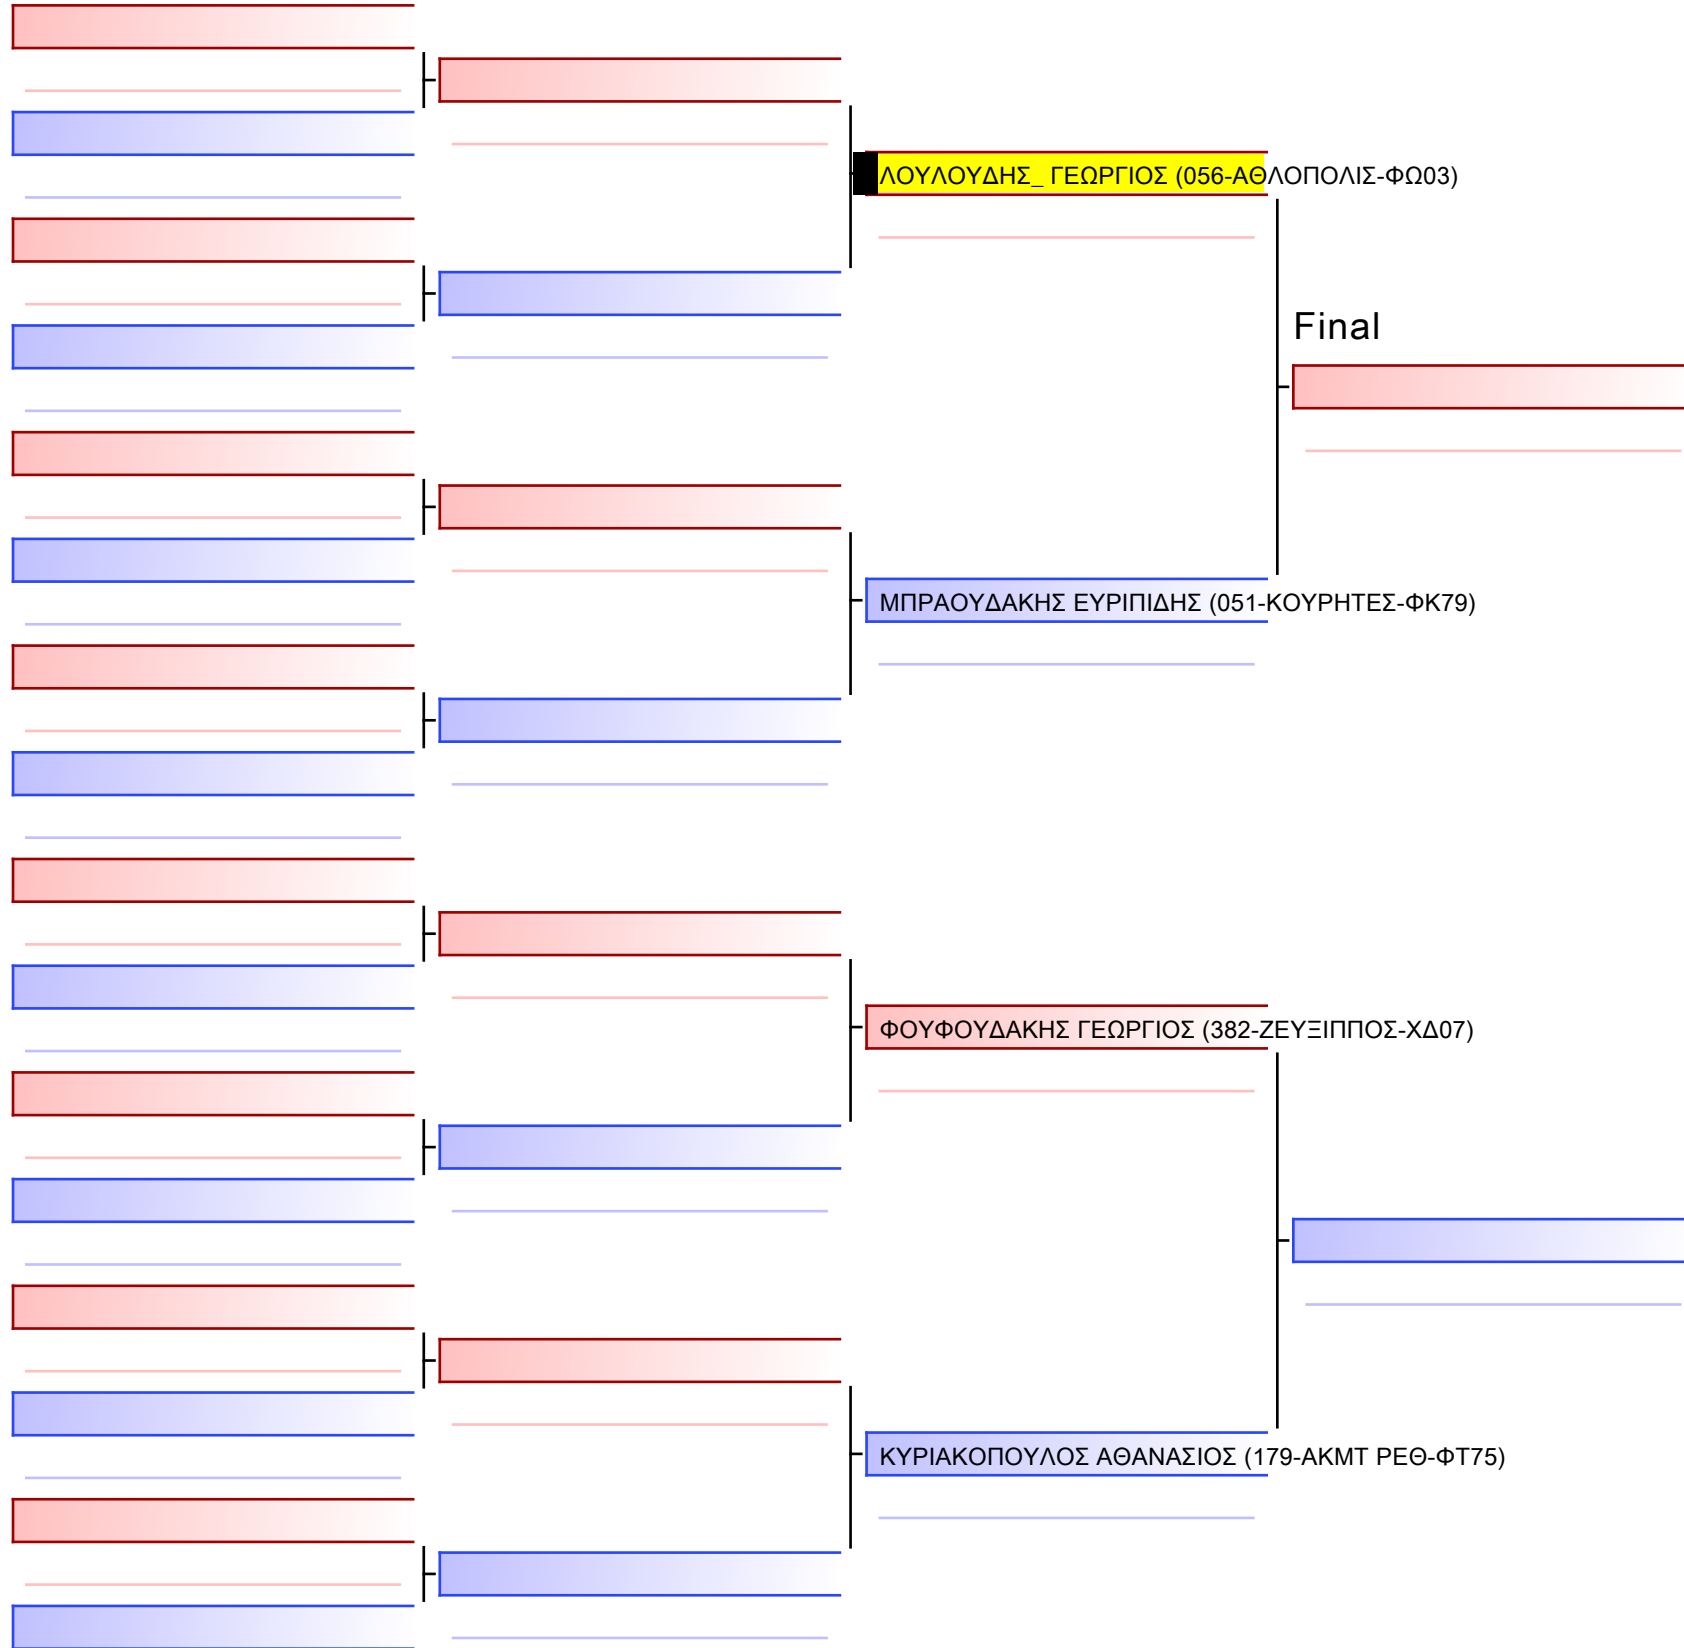 ΛΟΥΛΟΥΔΗΣ_ ΓΕΩΡΓΙΟΣ (056-ΑΘΛΟΠΟΛΙΣ-ΦΩ03)
Final
ΜΠΡΑΟΥΔΑΚΗΣ ΕΥΡΙΠΙΔΗΣ (051-ΚΟΥΡΗΤΕΣ-ΦΚ79)
ΦΟΥΦΟΥΔΑΚΗΣ ΓΕΩΡΓΙΟΣ (382-ΖΕΥΞΙΠΠΟΣ-ΧΔ07)
ΚΥΡΙΑΚΟΠΟΥΛΟΣ ΑΘΑΝΑΣΙΟΣ (179-ΑΚΜΤ ΡΕΘ-ΦΤ75)